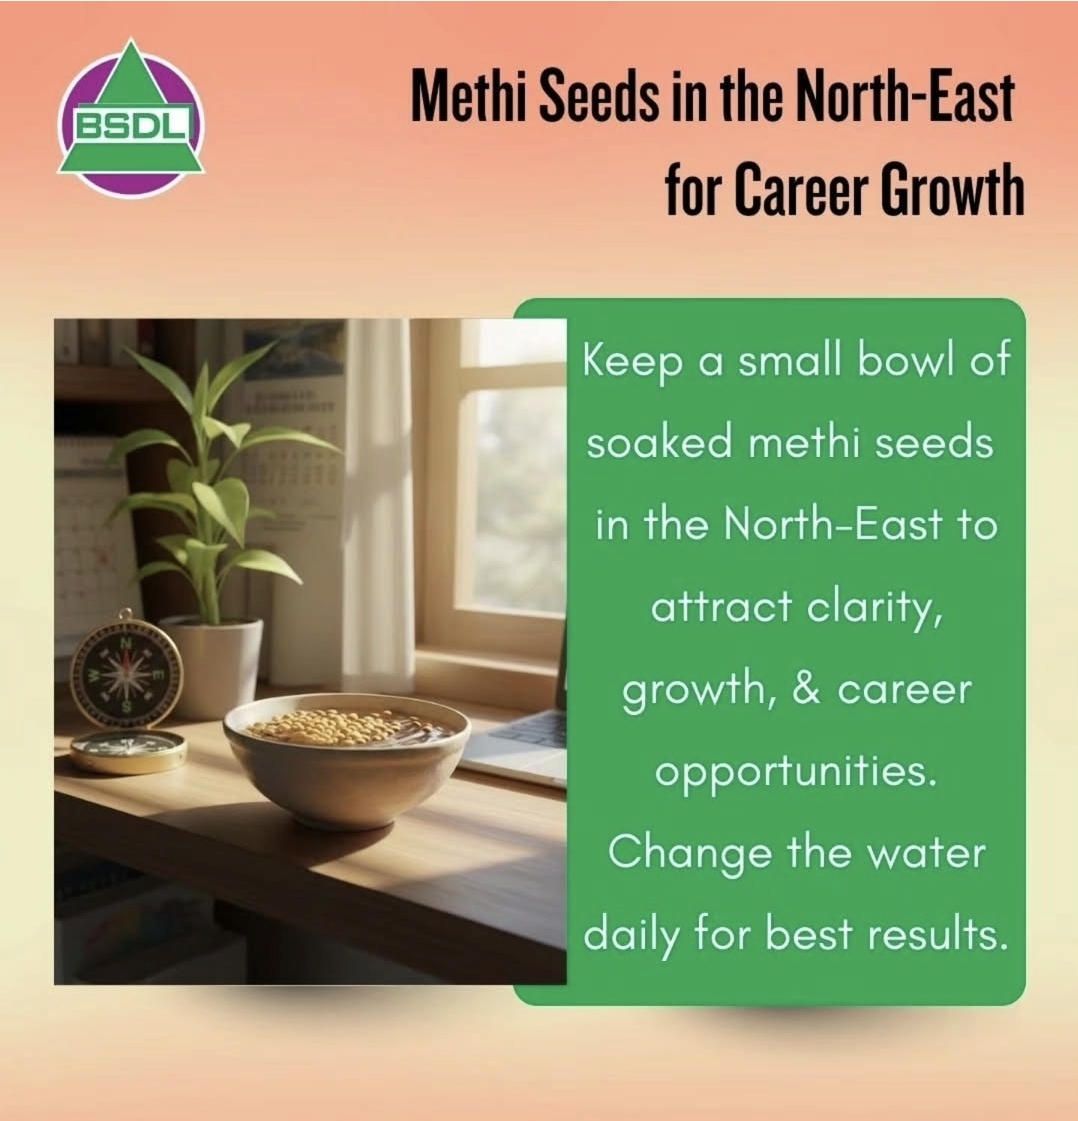 BSDL
Methi Seeds in the North-East
for Career Growth
Keep a small bowl of
soaked methi seeds
in the North-East to
attract clarity,
growth, & career
opportunities.
Change the water
daily for best results.
N
W
E
S